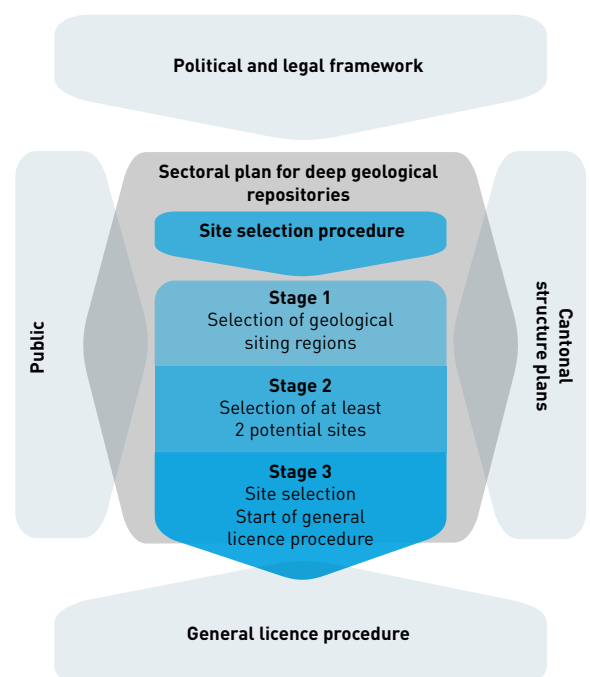 Political and legal framework
Sectoral plan for deep geological
repositories
Site selection procedure
Stage 1
Selection of geological
siting regions
Stage 2
Selection of at least
2 potential sites
Stage 3
Site selection
Start of general
licence procedure
Public
Cantonal
structure plans
General licence procedure